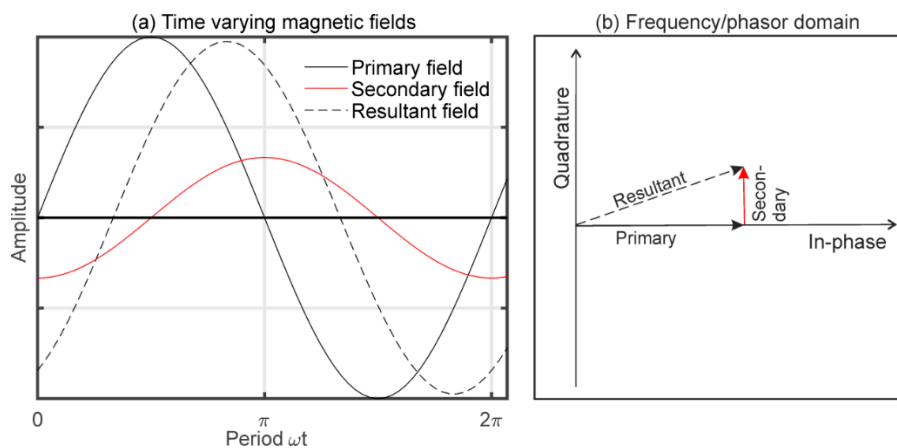 (a) Time varying magnetic fields
Primary field
Secondary field
Resultant field
Amplitude
0
π
2π
Period ωt
(b) Frequency/phasor domain
Quadrature
Resultant
Secon-
dary
Primary
In-phase